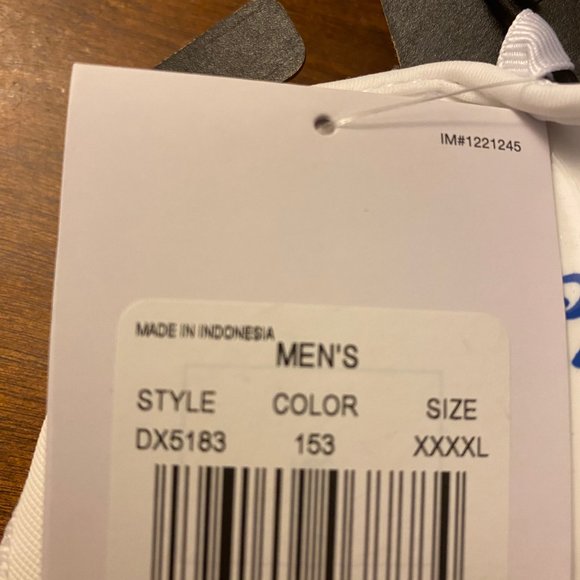 IM#1221245
MADE IN INDONESIA
MEN'S
STYLE COLOR SIZE
DX5183 153 XXXXL